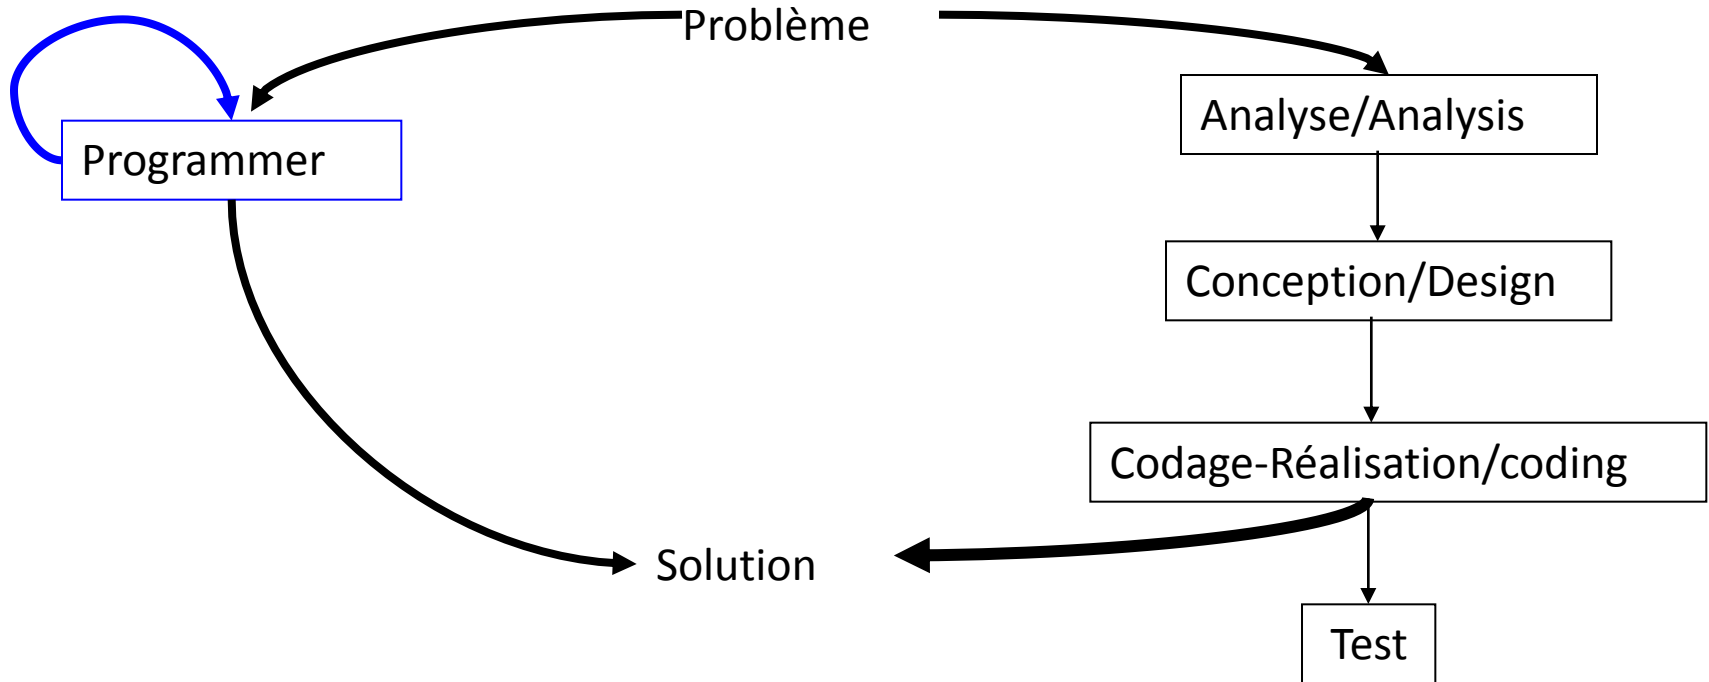 Problème
Analyse/Analysis
Programmer
Conception/Design
Codage-Réalisation/coding
Solution
Test